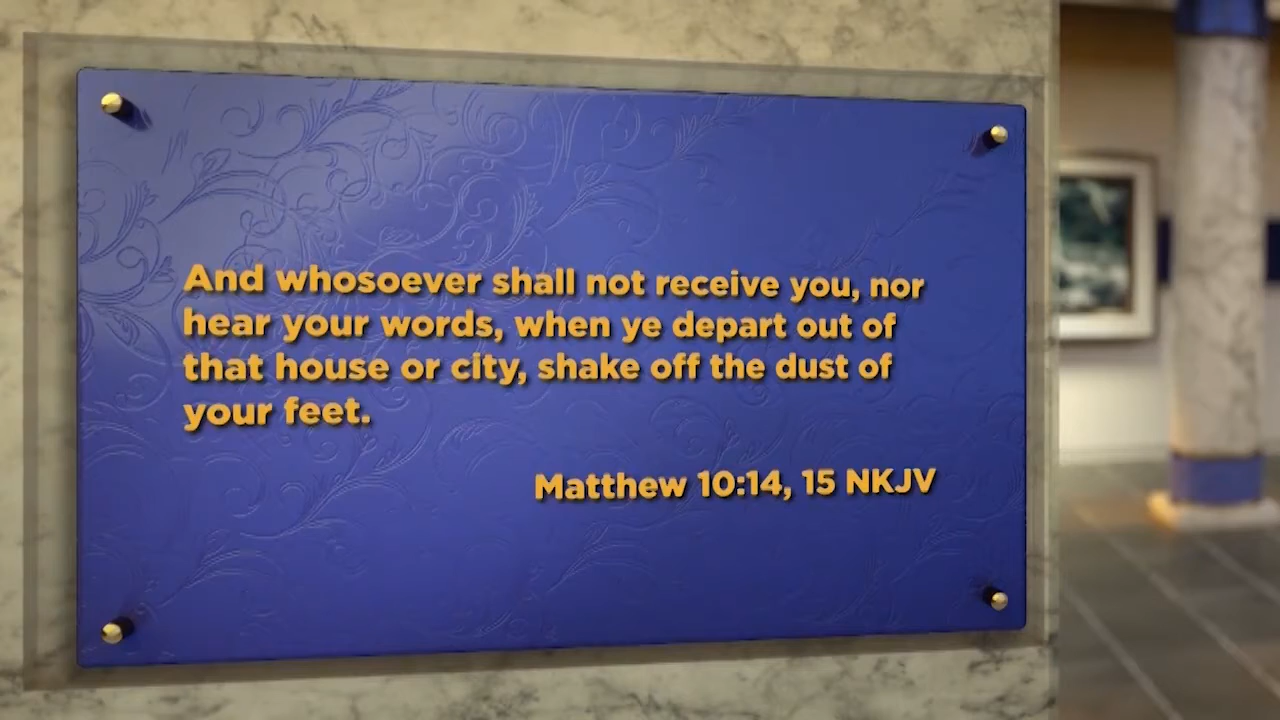 And whosoever shall not receive you, nor
hear your words, when ye depart out of
that house or city, shake off the dust of
your feet.
Matthew 10:14, 15 NKJV